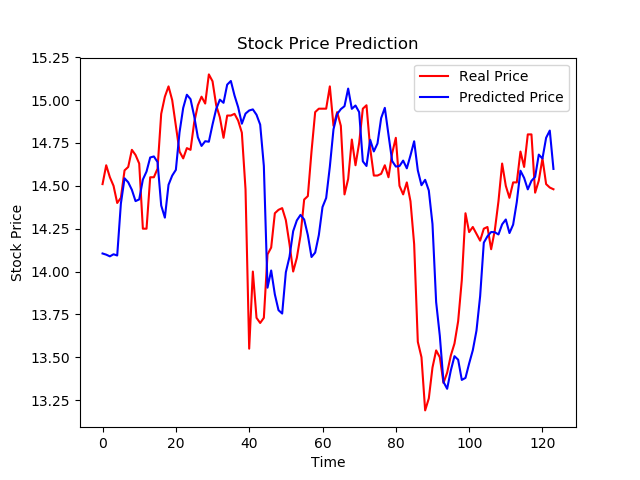 Stock Price Prediction
Real Price
Predicted Price
Stock Price
15.25
15.00
14.75
14.50
14.25
14.00
13.75
13.50
13.25
0 20 40 60 80 100 120
Time